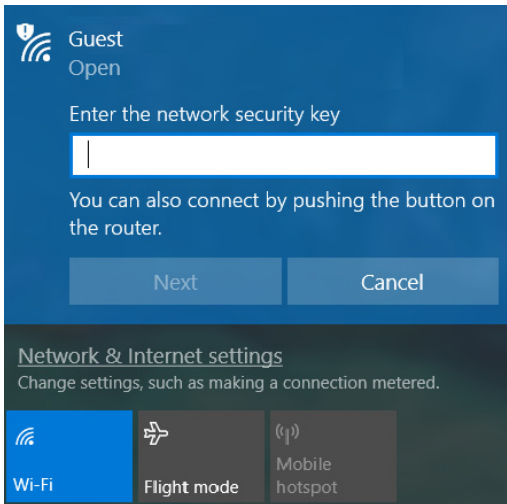 Guest
Open
Enter the network security key
You can also connect by pushing the button on
the router.
Next
Cancel
Network & Internet settings
Change settings, such as making a connection metered.
Wi-Fi
Flight mode
Mobile
hotspot